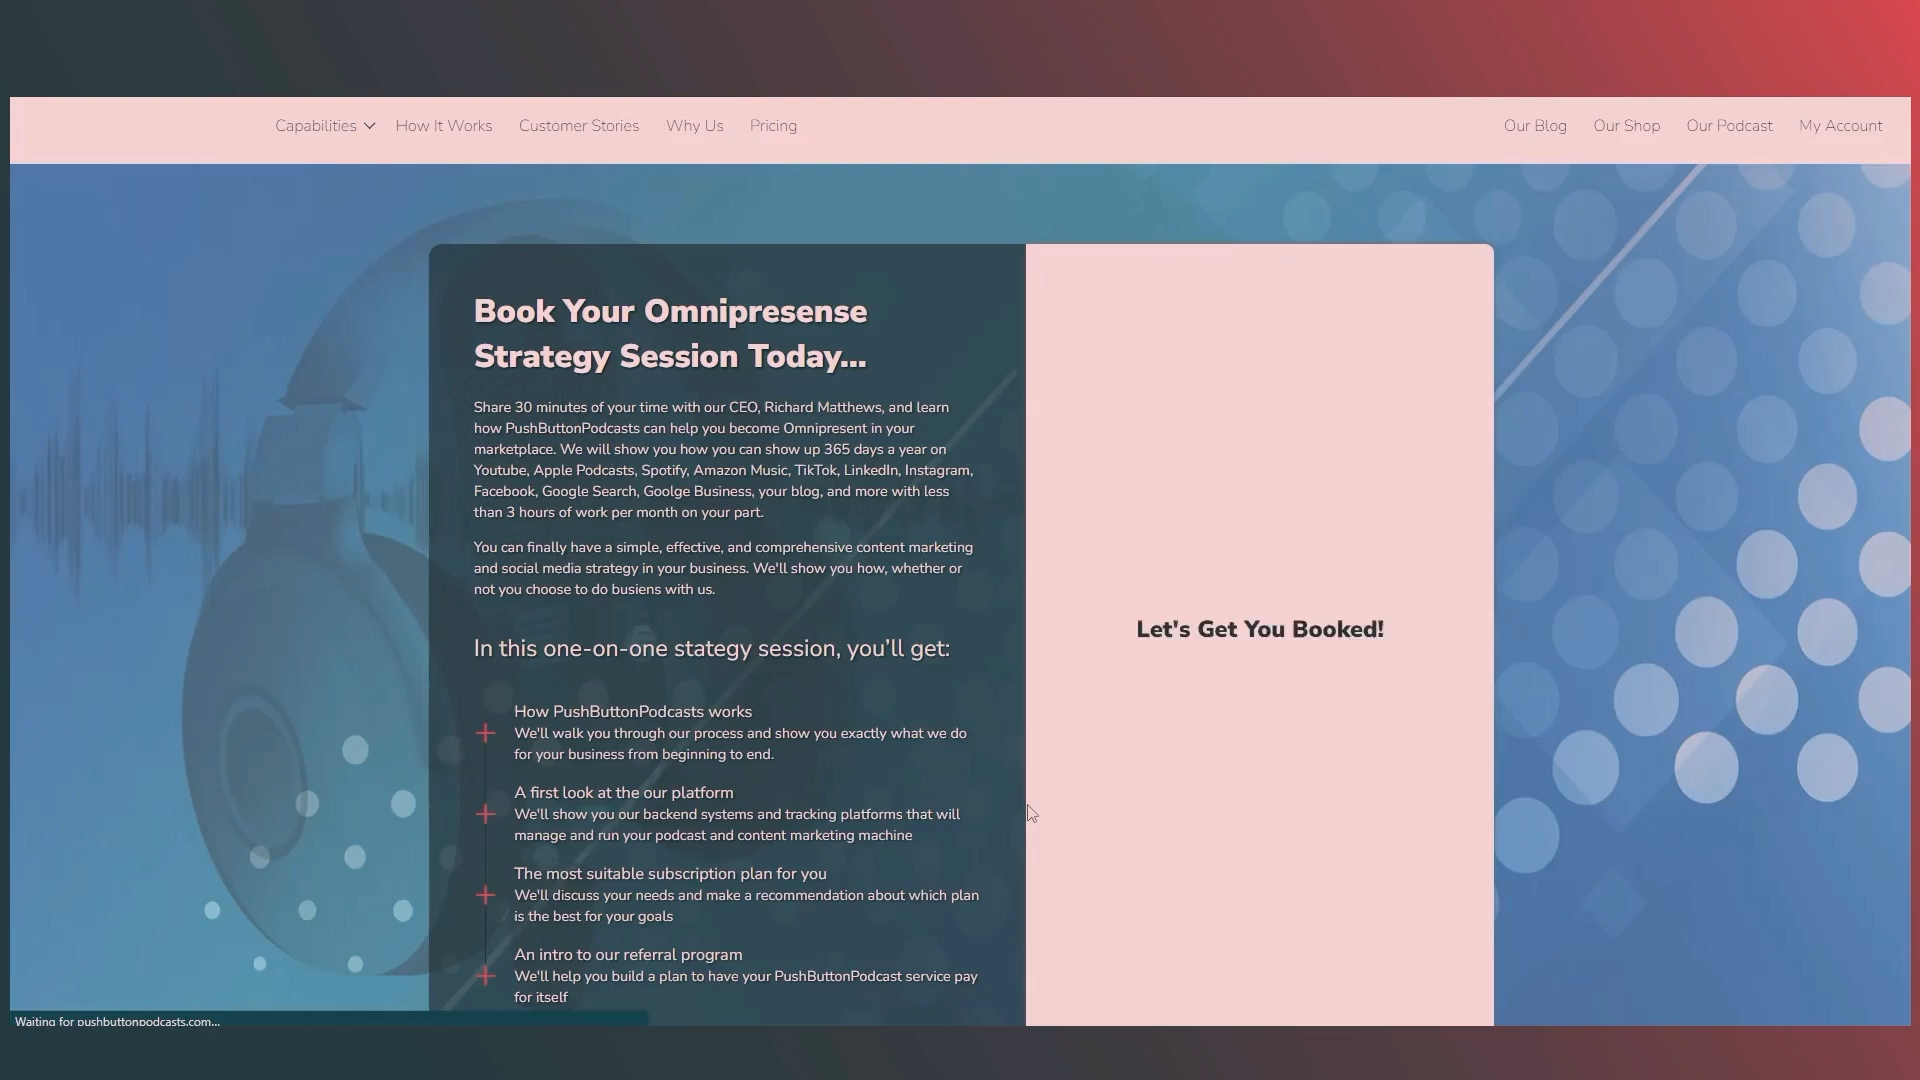 Capabilities How It Works Customer Stories Why Us Pricing Our Blog Our Shop Our Podcast My Account
Book Your Omnipresense
Strategy Session Today...
Share 30 minutes of your time with our CEO, Richard Matthews, and learn
how PushButtonPodcasts can help you become Omnipresent in your
marketplace. We will show you how you can show up 365 days a year on
Youtube, Apple Podcasts, Spotify, Amazon Music, TikTok, LinkedIn, Instagram,
Facebook, Google Search, Goolge Business, your blog, and more with less
than 3 hours of work per month on your part.
You can finally have a simple, effective, and comprehensive content marketing
and social media strategy in your business. We'll show you how, whether or
not you choose to do busiens with us.
In this one-on-one stategy session, you’ll get:
How PushButtonPodcasts works
We'll walk you through our process and show you exactly what we do
for your business from beginning to end.
A first look at the our platform
We'll show you our backend systems and tracking platforms that will
manage and run your podcast and content marketing machine
The most suitable subscription plan for you
We'll discuss your needs and make a recommendation about which plan
is the best for your goals
An intro to our referral program
We'll help you build a plan to have your PushButtonPodcast service pay
for itself
Let's Get You Booked!
Waiting for pushbuttonpodcasts.com...